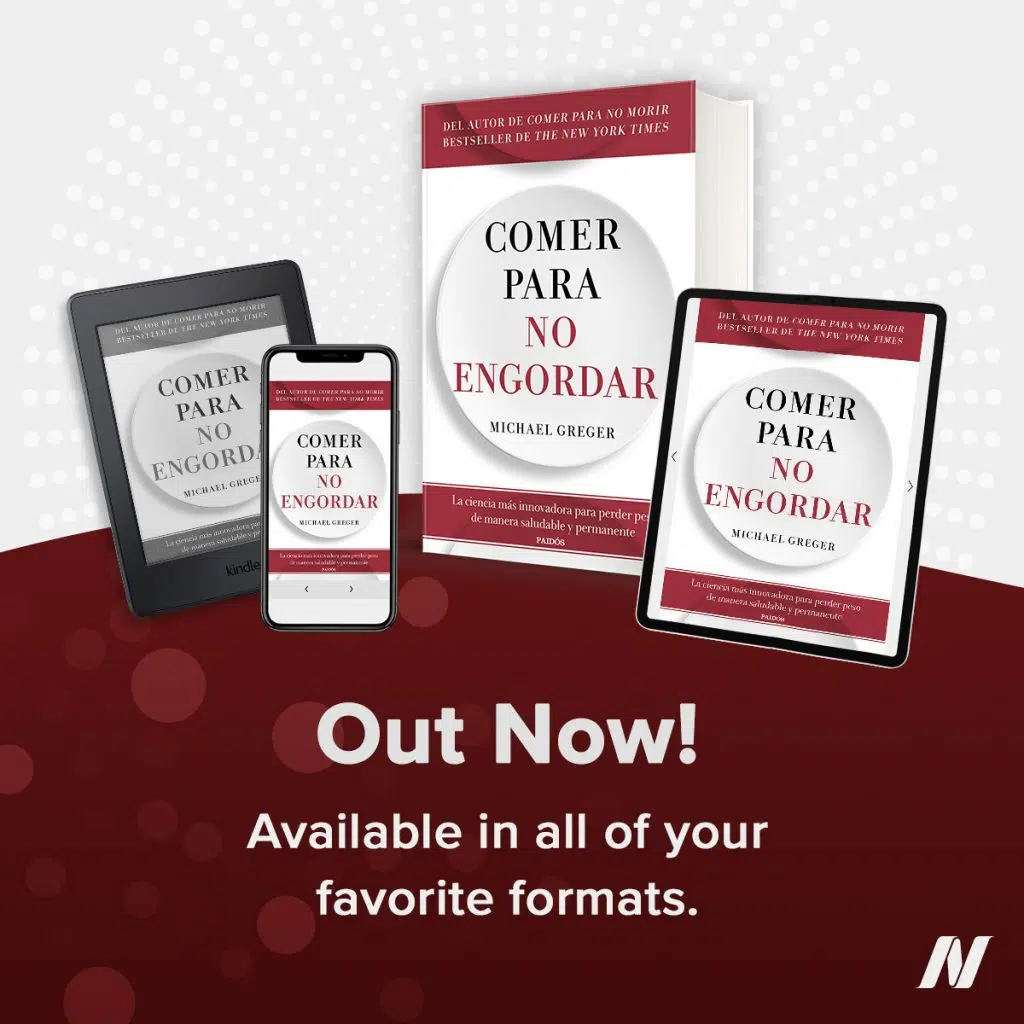 DEL AUTOR DE COMER PARA NO MORIR
BESTSELLER DE THE NEW YORK TIMES
COMER
PARA
NO
ENGORDAR
MICHAEL GREGER
La ciencia más innovadora para perder pes
de manera saludable y permanente
PAIDÓS
DEL AUTOR DE COMER PARA NO MORIR
BESTSELLER DE THE NEW YORK TIMES
COMER
PARA
NO
ENGORDA
MICHAEL GREGE
La ciencia más innovadora para
de manera saludable y
kindle
DEL AUTOR DE COMER PARA NO MORIR
BESTSELLER DE THE NEW YORK TIMES
COMER
PARA
NO
ENGORDAR
MICHAEL GREGER
La ciencia más innovadora para perder peso
de manera saludable y permanente
PAIDÓS
DEL AUTOR DE COMER PARA NO MORIR
BESTSELLER DE THE NEW YORK TIMES
COMER
PARA
NO
ENGORDAR
MICHAEL GREGER
La ciencia más innovadora para perder peso
de manera saludable y permanente
PAIDÓS
Out Now!
Available in all of your
favorite formats.
N